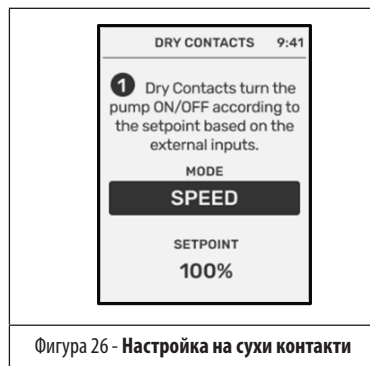 DRY CONTACTS 9:41
1 Dry Contacts turn the
pump ON/OFF according to
the setpoint based on the
external inputs.
MODE
SPEED
SETPOINT
100%
Фигура 26 - Настройка на сухи контакти